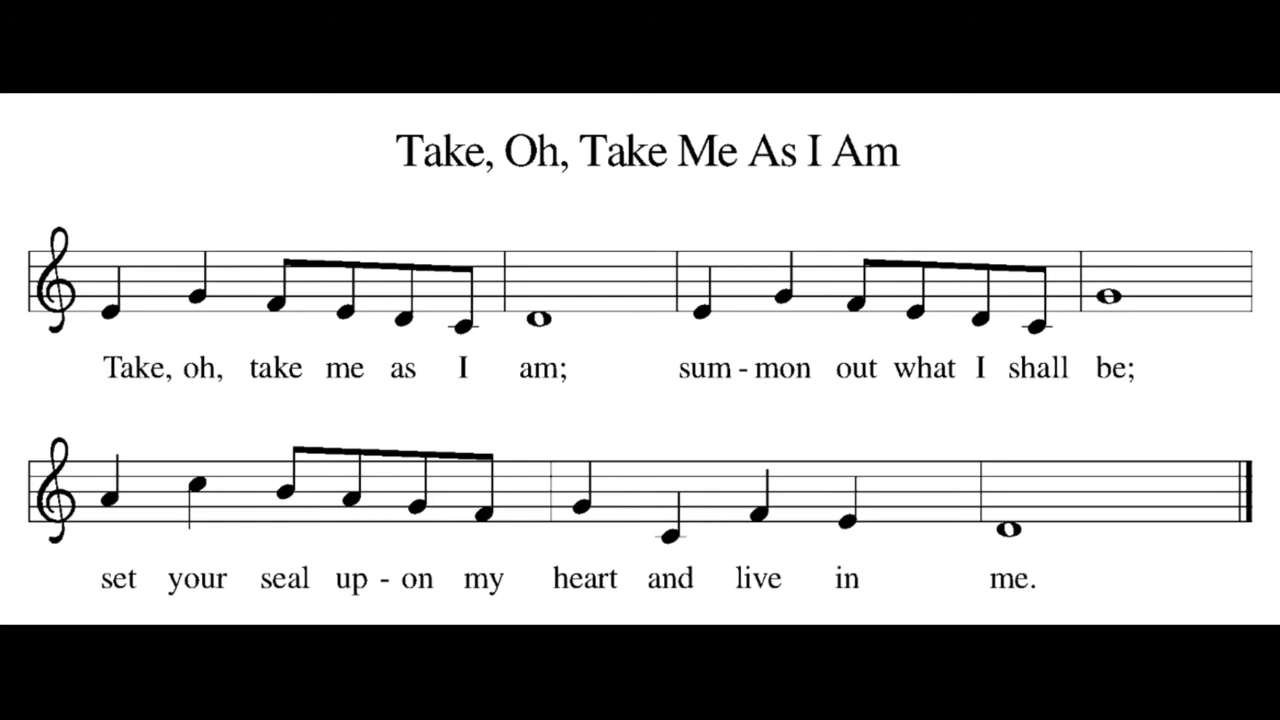 Take, Oh, Take Me As I Am
Take, oh, take me as I am; sum - mon out what I shall be;
set your seal up - on my heart and live in me.